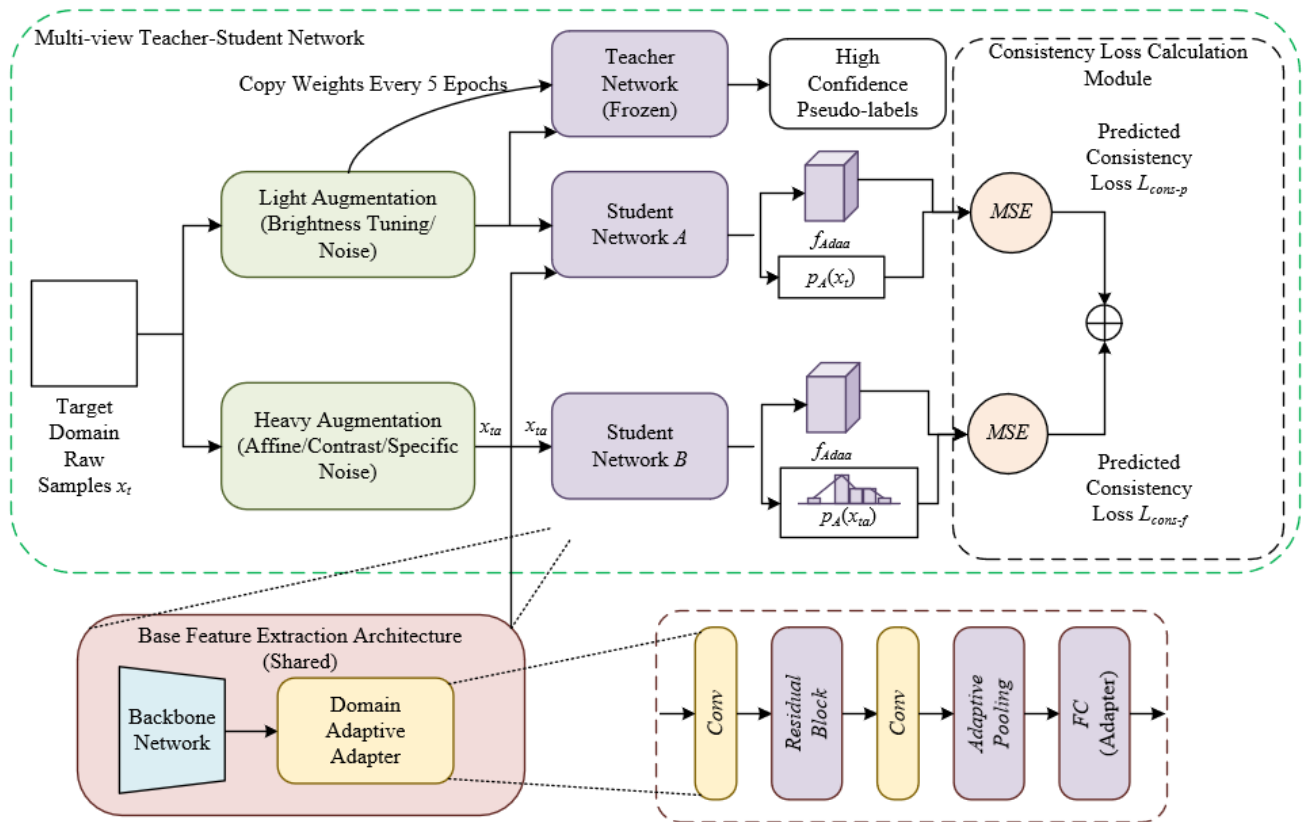 Multi-view Teacher-Student Network
Copy Weights Every 5 Epochs
Teacher
Network
(Frozen)
High
Confidence
Pseudo-labels
Consistency Loss Calculation
Module
Light Augmentation
(Brightness Tuning/
Noise)
Student
Network A
f_Adaa
p_A(x_t)
MSE
Predicted
Consistency
Loss L_cons-p
Target
Domain
Raw
Samples x_t
Heavy Augmentation
(Affine/Contrast/Specific
Noise)
x_ta
x_ta
Student
Network B
f_Adaa
p_A(x_ta)
MSE
Predicted
Consistency
Loss L_cons-f
Base Feature Extraction Architecture
(Shared)
Backbone
Network
Domain
Adaptive
Adapter
Conv
Residual
Block
Conv
Adaptive
Pooling
FC
(Adapter)